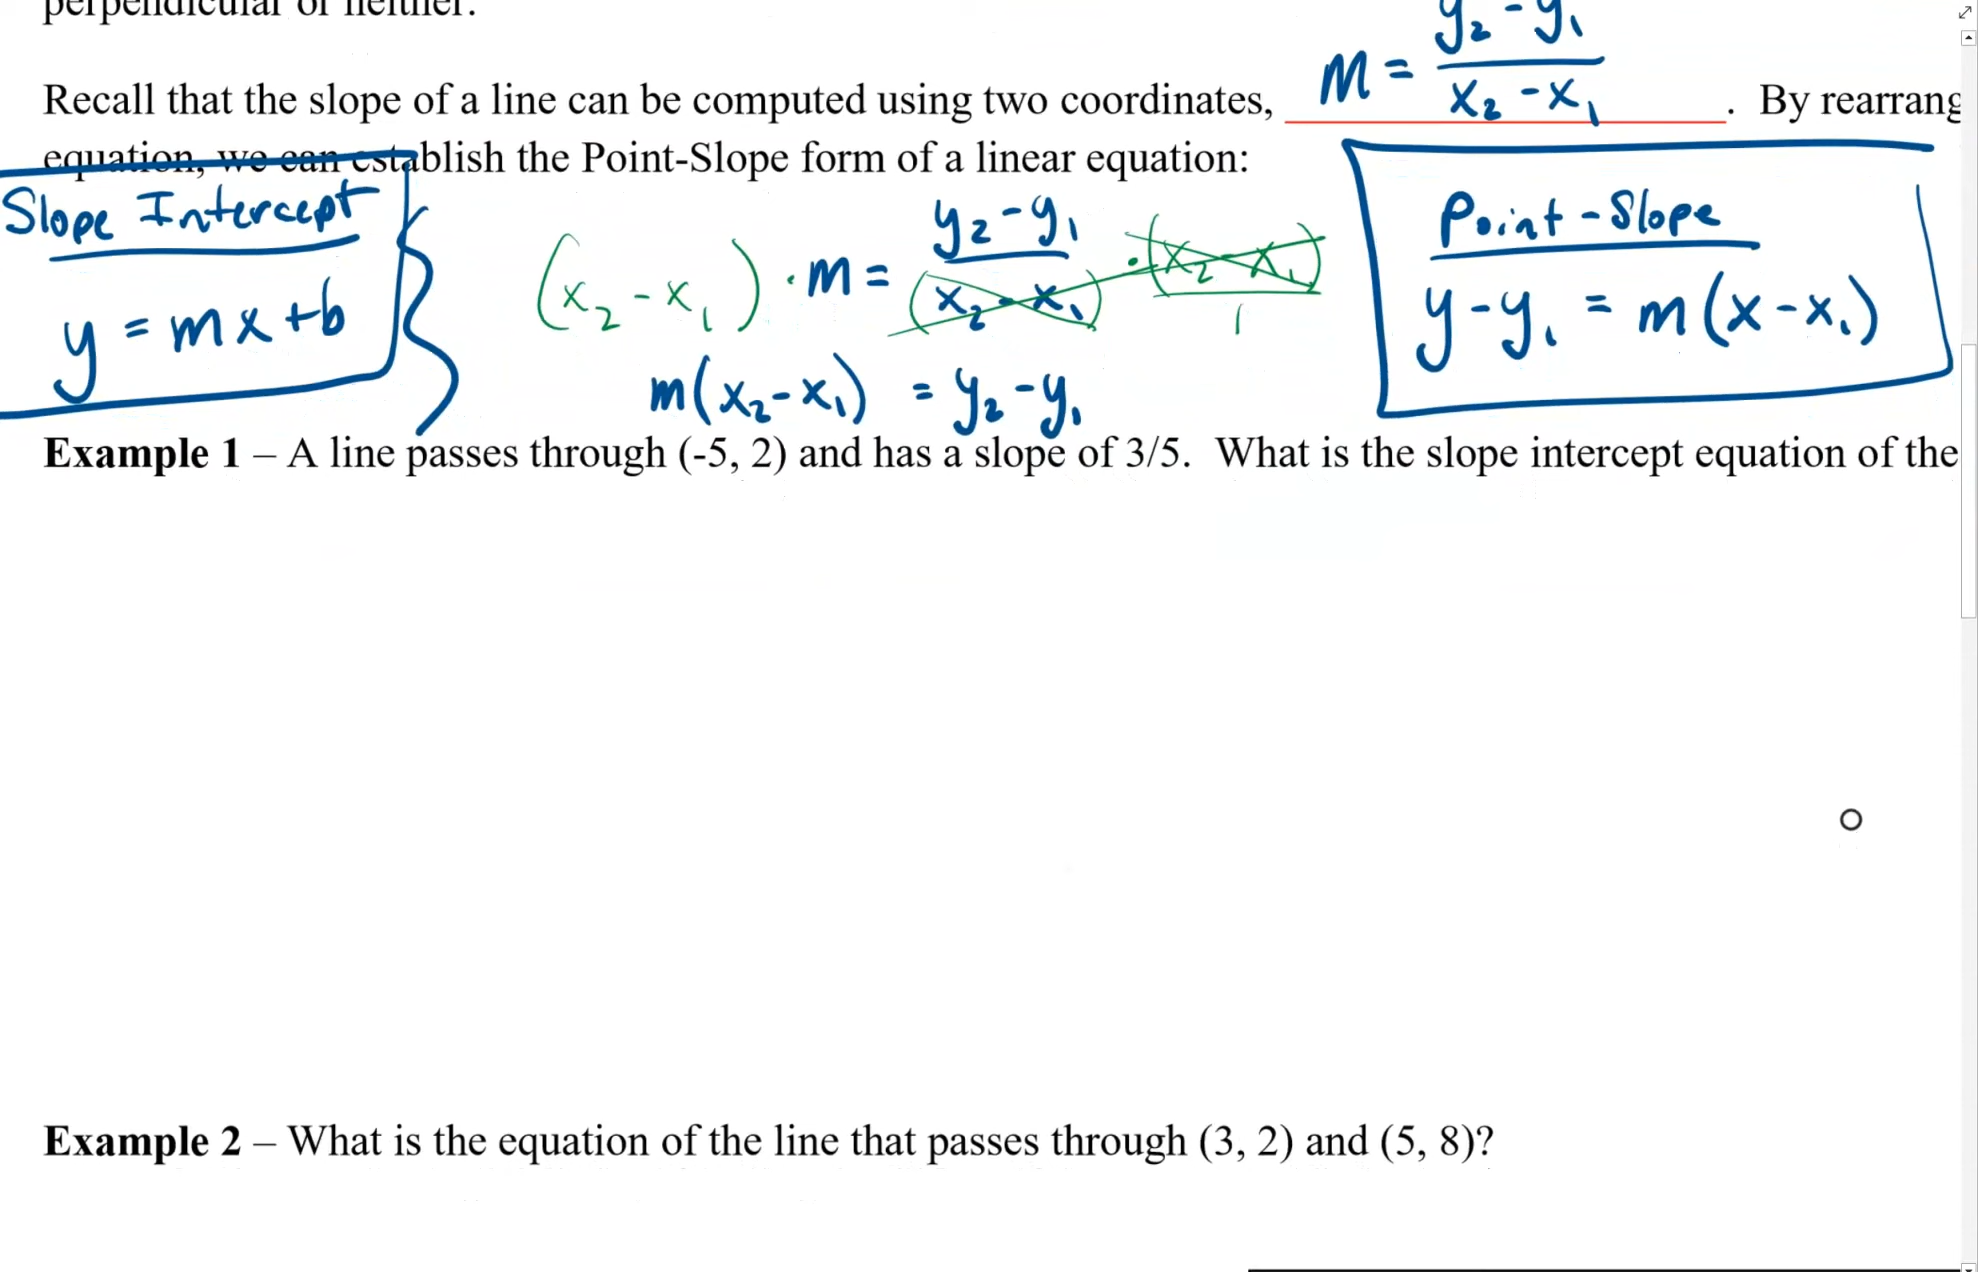 perpendicular or neither.
Recall that the slope of a line can be computed using two coordinates, m = (y₂ - y₁)/(x₂ - x₁). By rearrang
equation, we can establish the Point-Slope form of a linear equation:
Slope Intercept
y = mx + b
(x₂ - x₁) · m = (y₂ - y₁)/(x₂ - x₁) · (x₂ - x₁)/1
m(x₂ - x₁) = y₂ - y₁
Point - Slope
y - y₁ = m(x - x₁)
Example 1 – A line passes through (-5, 2) and has a slope of 3/5. What is the slope intercept equation of the
Example 2 – What is the equation of the line that passes through (3, 2) and (5, 8)?